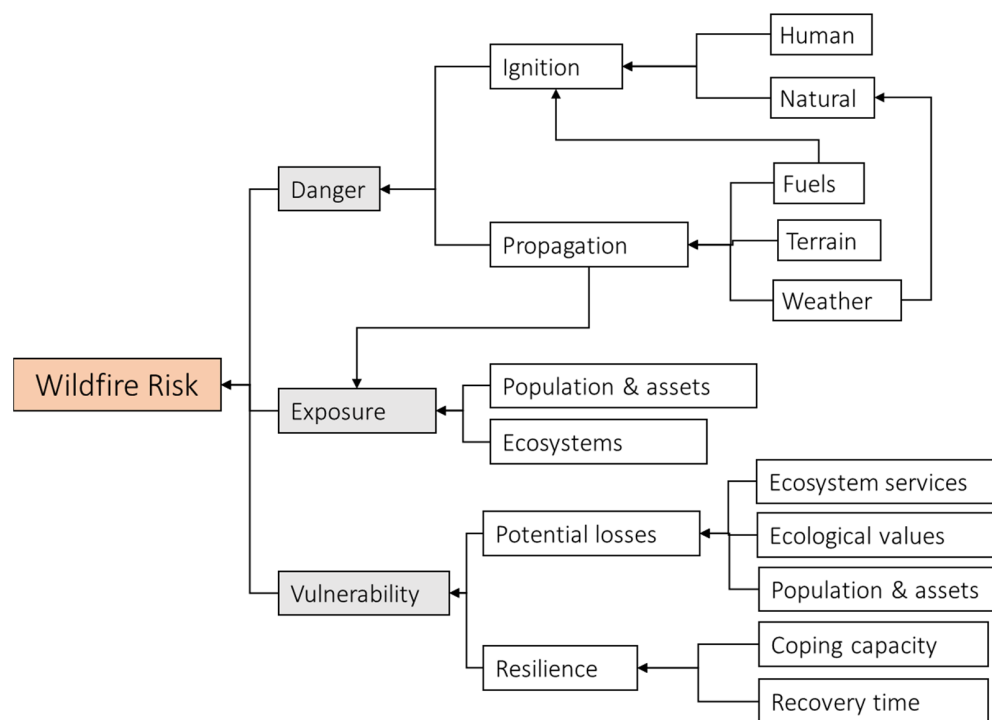 Human
Ignition
Natural
Danger
Fuels
Propagation
Terrain
Weather
Wildfire Risk
Exposure
Population & assets
Ecosystems
Ecosystem services
Potential losses
Ecological values
Vulnerability
Population & assets
Coping capacity
Resilience
Recovery time